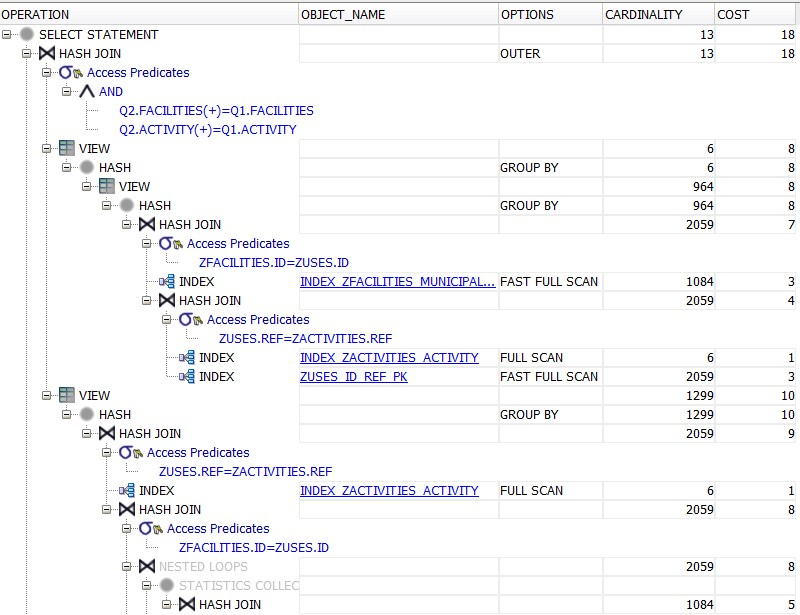 OPERATION OBJECT_NAME OPTIONS CARDINALITY COST
SELECT STATEMENT 13 18
HASH JOIN OUTER 13 18
Access Predicates
AND
Q2.FACILITIES(+)=Q1.FACILITIES
Q2.ACTIVITY(+)=Q1.ACTIVITY
VIEW 6 8
HASH GROUP BY 6 8
VIEW 964 8
HASH GROUP BY 964 8
HASH JOIN 2059 7
Access Predicates
ZFACILITIES.ID=ZUSES.ID
INDEX INDEX_ZFACILITIES_MUNICIPAL... FAST FULL SCAN 1084 3
HASH JOIN 2059 4
Access Predicates
ZUSES.REF=ZACTIVITIES.REF
INDEX INDEX_ZACTIVITIES_ACTIVITY FULL SCAN 6 1
INDEX ZUSES_ID_REF_PK FAST FULL SCAN 2059 3
VIEW 1299 10
HASH GROUP BY 1299 10
HASH JOIN 2059 9
Access Predicates
ZUSES.REF=ZACTIVITIES.REF
INDEX INDEX_ZACTIVITIES_ACTIVITY FULL SCAN 6 1
HASH JOIN 2059 8
Access Predicates
ZFACILITIES.ID=ZUSES.ID
NESTED LOOPS 2059 8
STATISTICS COLLEC
HASH JOIN 1084 5